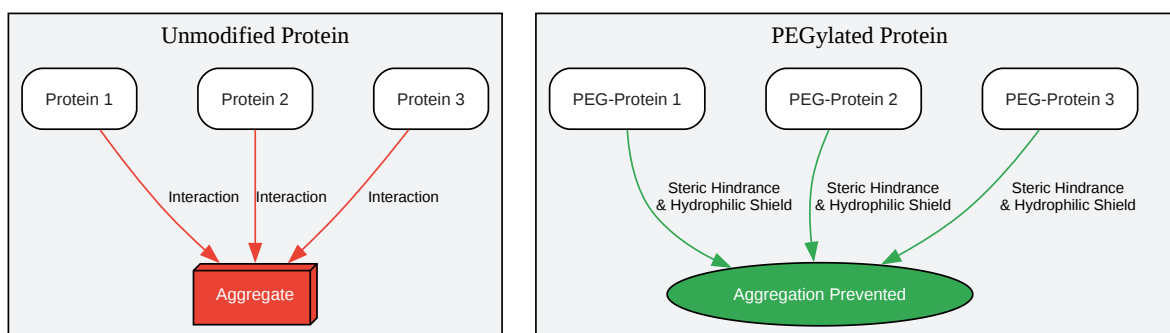 Unmodified Protein
Protein 1
Protein 2
Protein 3
Interaction
Interaction
Interaction
Aggregate
PEGylated Protein
PEG-Protein 1
PEG-Protein 2
PEG-Protein 3
Steric Hindrance
& Hydrophilic Shield
Steric Hindrance
& Hydrophilic Shield
Steric Hindrance
& Hydrophilic Shield
Aggregation Prevented